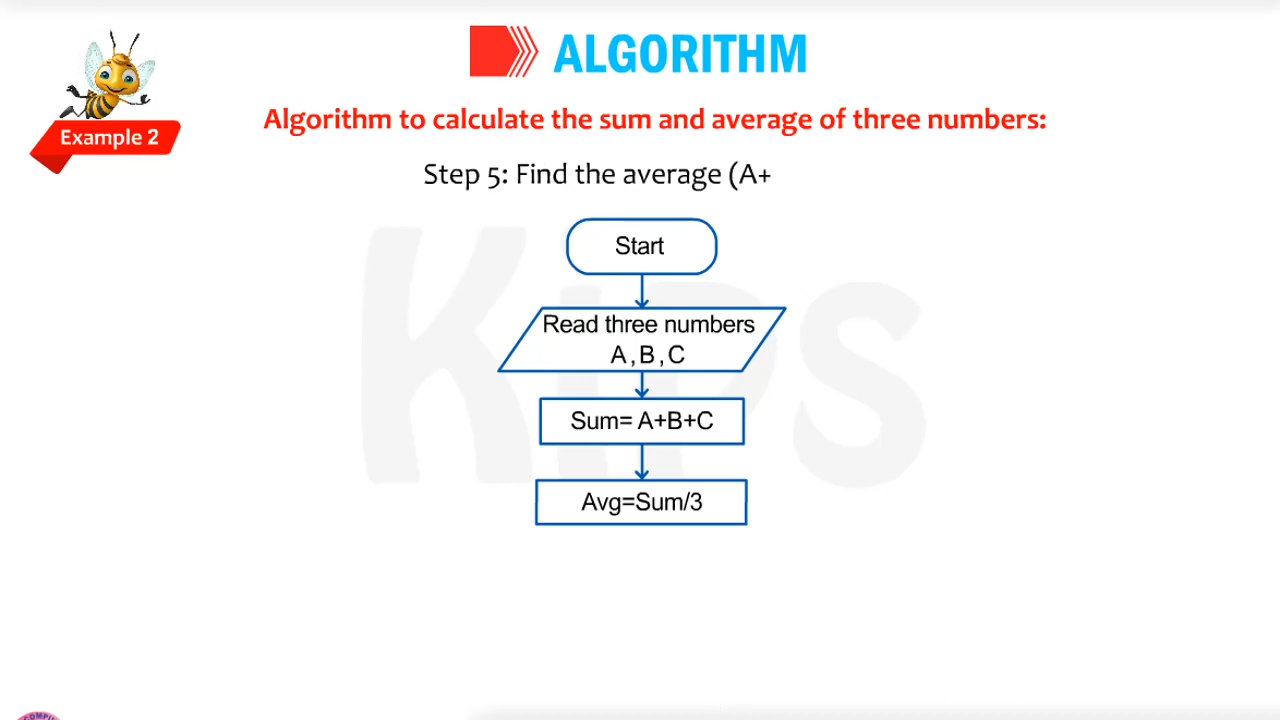 ALGORITHM
Example 2
Algorithm to calculate the sum and average of three numbers:
Step 5: Find the average (A+
Start
Read three numbers
A , B , C
Sum= A+B+C
Avg=Sum/3
Kips